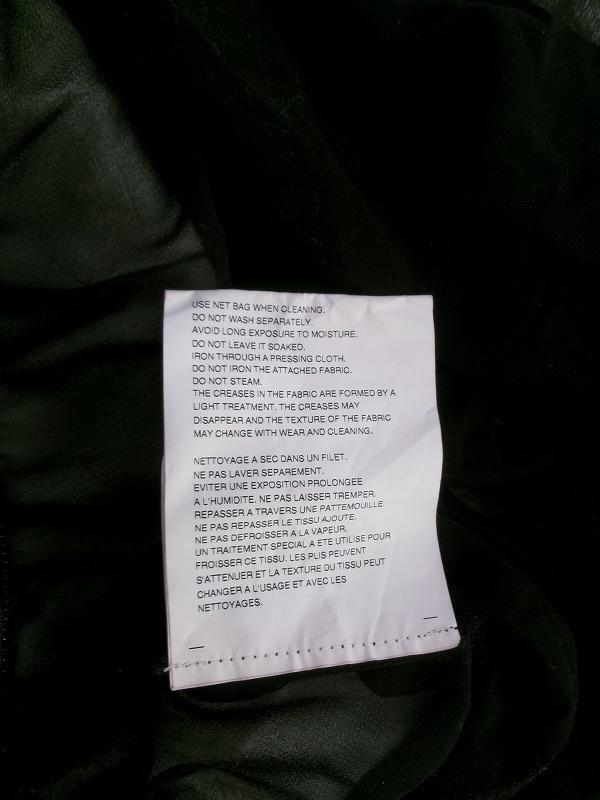 USE NET BAG WHEN CLEANING.
DO NOT WASH SEPARATELY.
AVOID LONG EXPOSURE TO MOISTURE.
DO NOT LEAVE IT SOAKED.
IRON THROUGH A PRESSING CLOTH.
DO NOT IRON THE ATTACHED FABRIC.
DO NOT STEAM.
THE CREASES IN THE FABRIC ARE FORMED BY A
LIGHT TREATMENT. THE CREASES MAY
DISAPPEAR AND THE TEXTURE OF THE FABRIC
MAY CHANGE WITH WEAR AND CLEANING.
NETTOYAGE A SEC DANS UN FILET.
NE PAS LAVER SEPAREMENT.
EVITER UNE EXPOSITION PROLONGEE
A L'HUMIDITE. NE PAS LAISSER TREMPER.
REPASSER A TRAVERS UNE PATTEMOUILLE.
NE PAS REPASSER LE TISSU AJOUTE.
NE PAS DEFROISSER A LA VAPEUR.
UN TRAITEMENT SPECIAL A ETE UTILISE POUR
FROISSER CE TISSU. LES PLIS PEUVENT
S'ATTENUER ET LA TEXTURE DU TISSU PEUT
CHANGER A L'USAGE ET AVEC LES
NETTOYAGES.